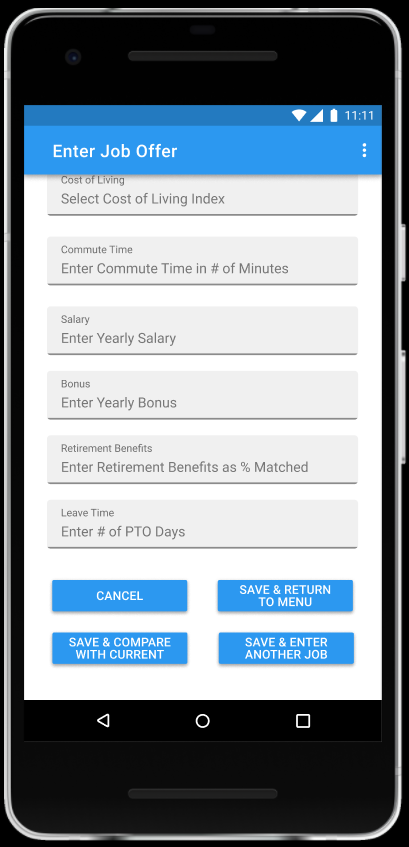 11:11
Enter Job Offer
Cost of Living
Select Cost of Living Index
Commute Time
Enter Commute Time in # of Minutes
Salary
Enter Yearly Salary
Bonus
Enter Yearly Bonus
Retirement Benefits
Enter Retirement Benefits as % Matched
Leave Time
Enter # of PTO Days
CANCEL
SAVE & RETURN
TO MENU
SAVE & COMPARE
WITH CURRENT
SAVE & ENTER
ANOTHER JOB